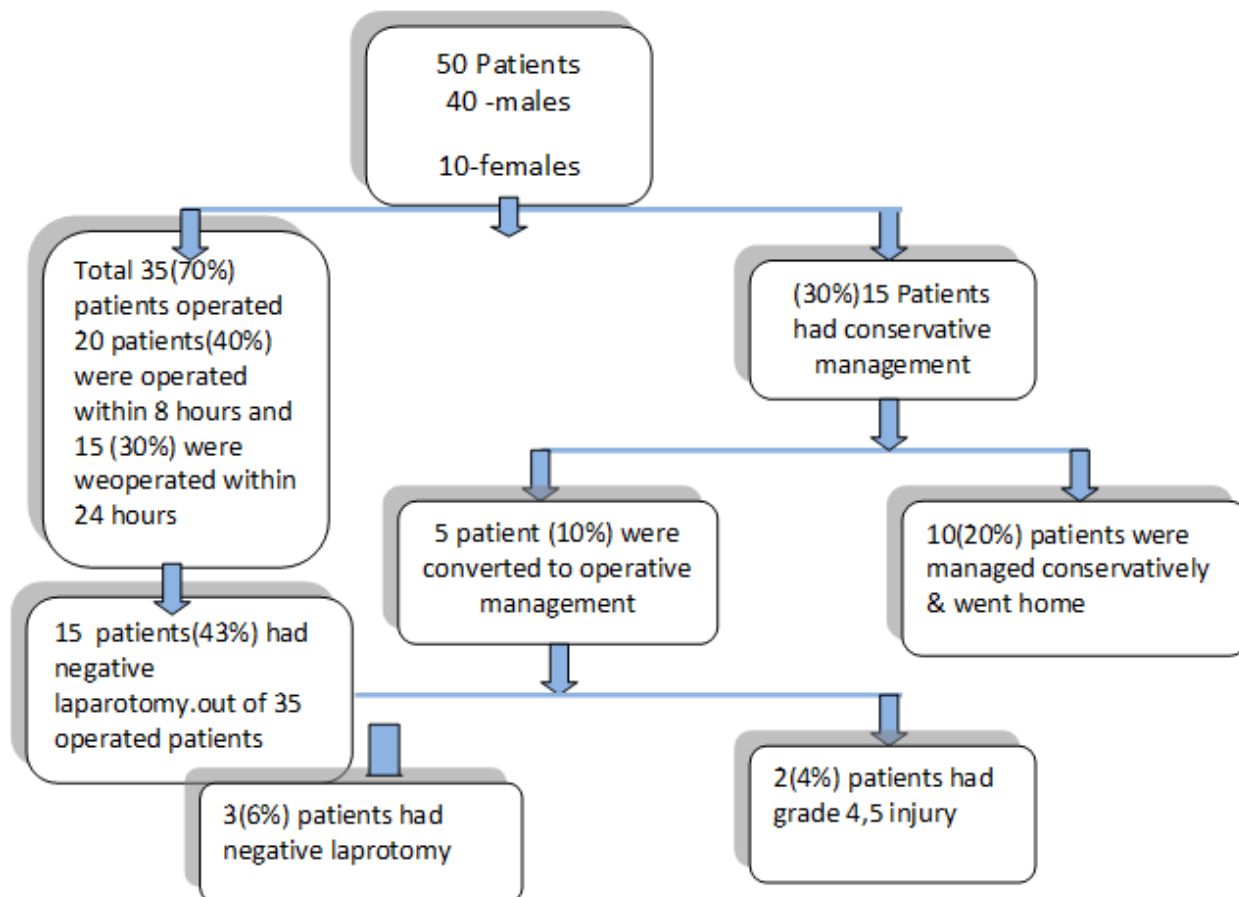 50 Patients
40 -males
10-females
Total 35(70%)
patients operated
20 patients(40%)
were operated
within 8 hours and
15 (30%) were
weoperated within
24 hours
(30%)15 Patients
had conservative
management
5 patient (10%) were
converted to operative
management
10(20%) patients were
managed conservatively
& went home
15 patients(43%) had
negative
laparotomy.out of 35
operated patients
3(6%) patients had
negative laprotomy
2(4%) patients had
grade 4,5 injury